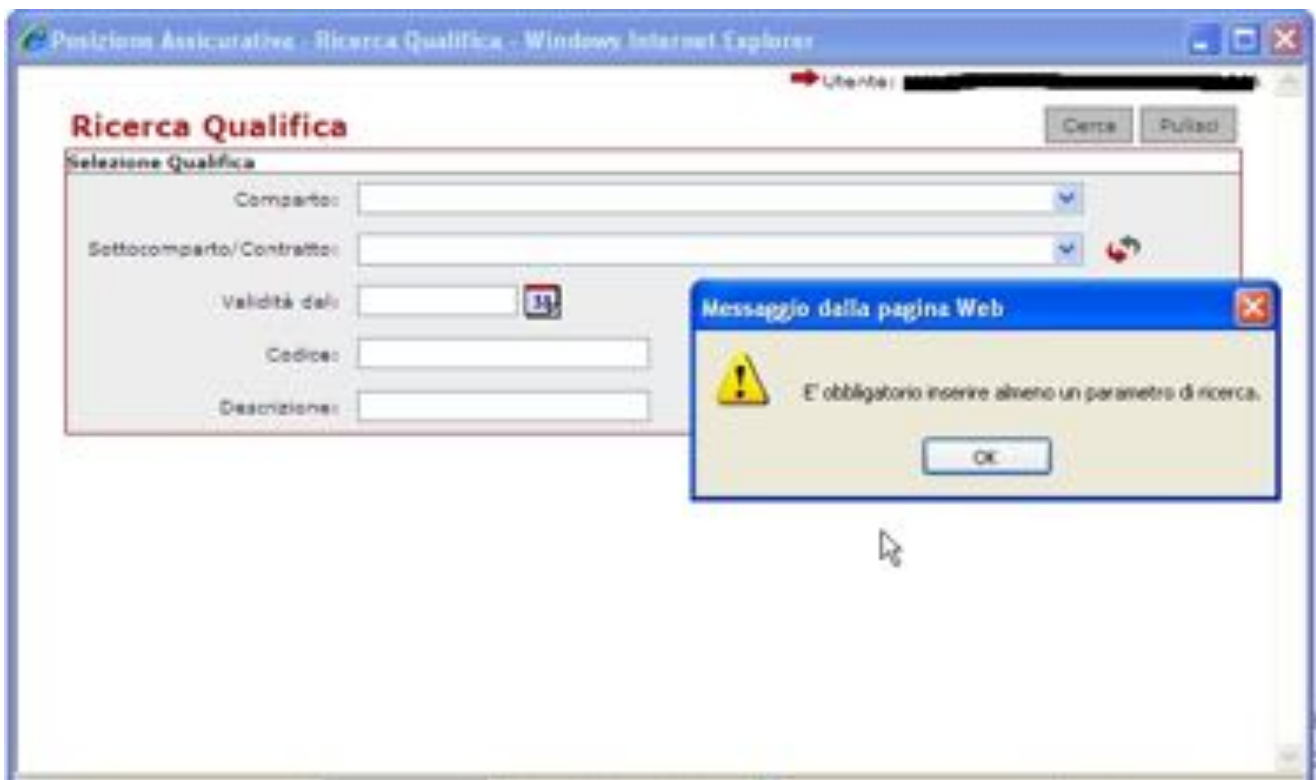 Posizione Assicurativa - Ricerca Qualifica - Windows Internet Explorer
Utente:
Ricerca Qualifica
Cerca Pulisci
Selezione Qualifica
Comparto:
Sottocomparto/Contratto:
Validità dal:
Codice:
Descrizione:
Messaggio dalla pagina Web
E' obbligatorio inserire almeno un parametro di ricerca.
OK